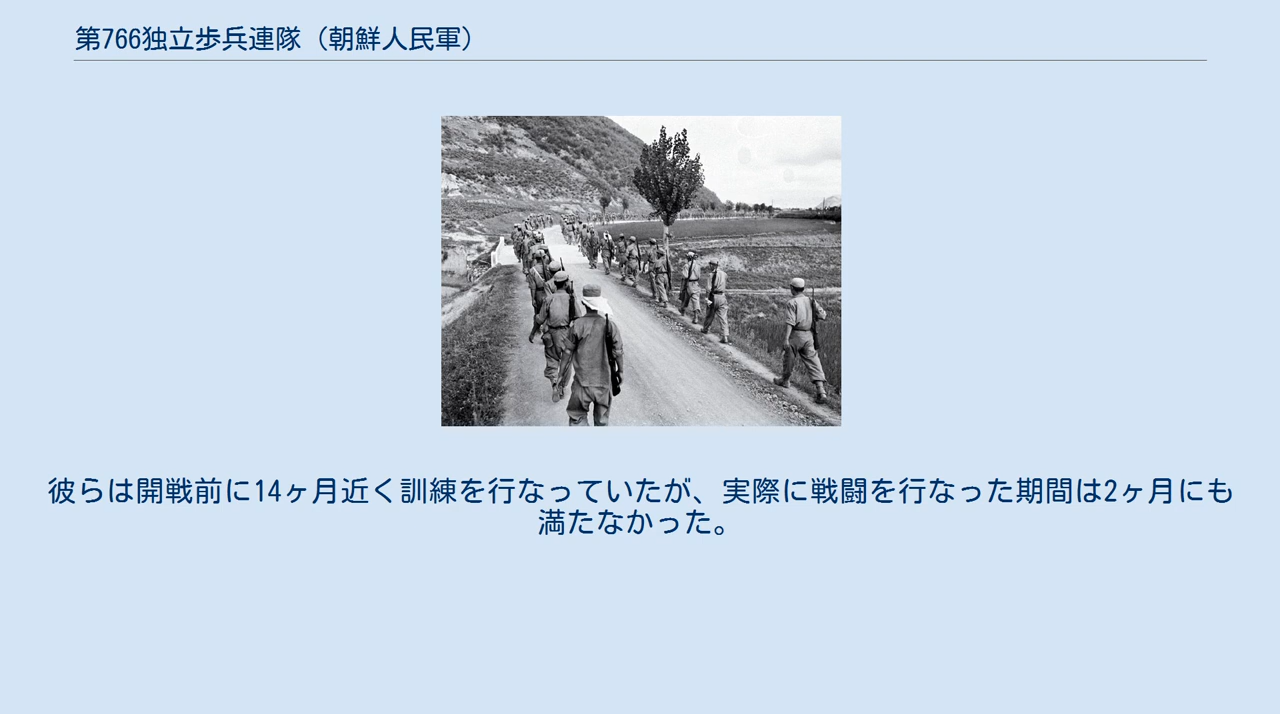 第766独立歩兵連隊（朝鮮人民軍）
彼らは開戦前に14ヶ月近く訓練を行なっていたが、実際に戦闘を行なった期間は2ヶ月にも
満たなかった。